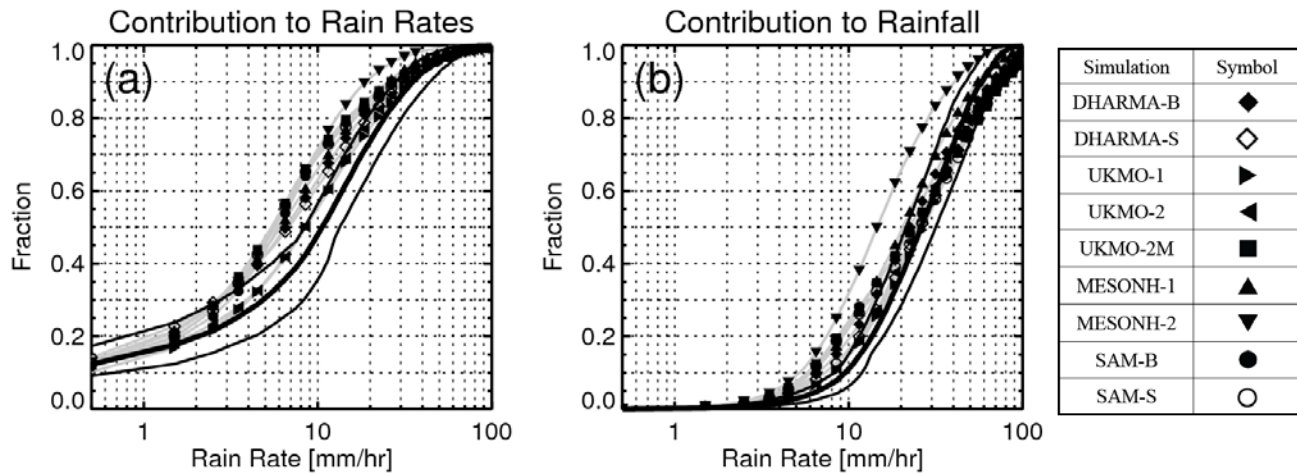 Contribution to Rain Rates
(a)
1.0
0.8
0.6
0.4
0.2
0.0
Fraction
1 10 100
Rain Rate [mm/hr]
Contribution to Rainfall
(b)
1.0
0.8
0.6
0.4
0.2
0.0
Fraction
1 10 100
Rain Rate [mm/hr]
Simulation Symbol
DHARMA-B
DHARMA-S
UKMO-1
UKMO-2
UKMO-2M
MESONH-1
MESONH-2
SAM-B
SAM-S